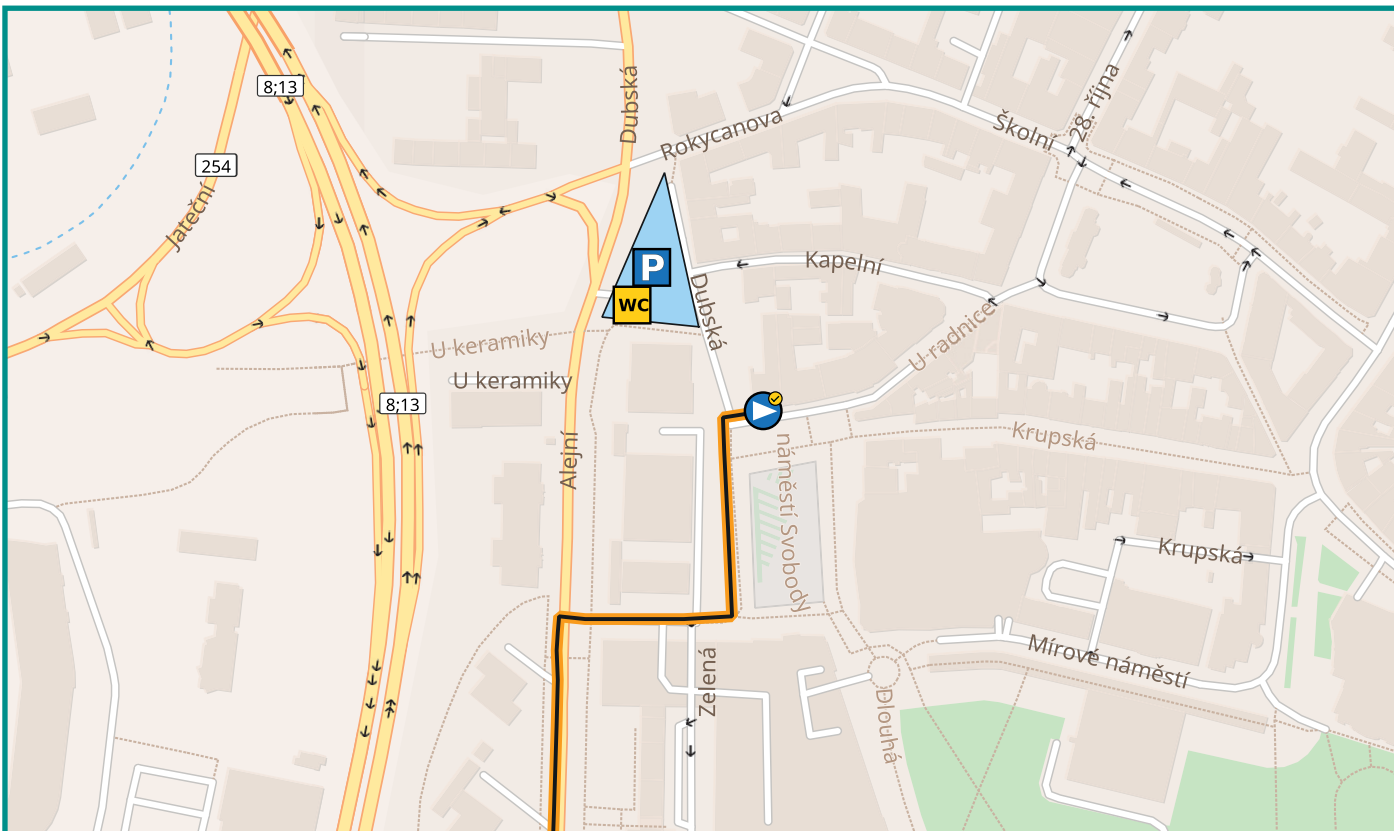 Dubská
8;13
28. října
Rokycanova
Školní
254
Jateční
P
WC
Kapelní
Dubská
U radnice
U keramiky
U keramiky
8;13
Alejní
náměstí Svobody
Krupská
Krupská
Mírové náměstí
Zelená
Dlouhá